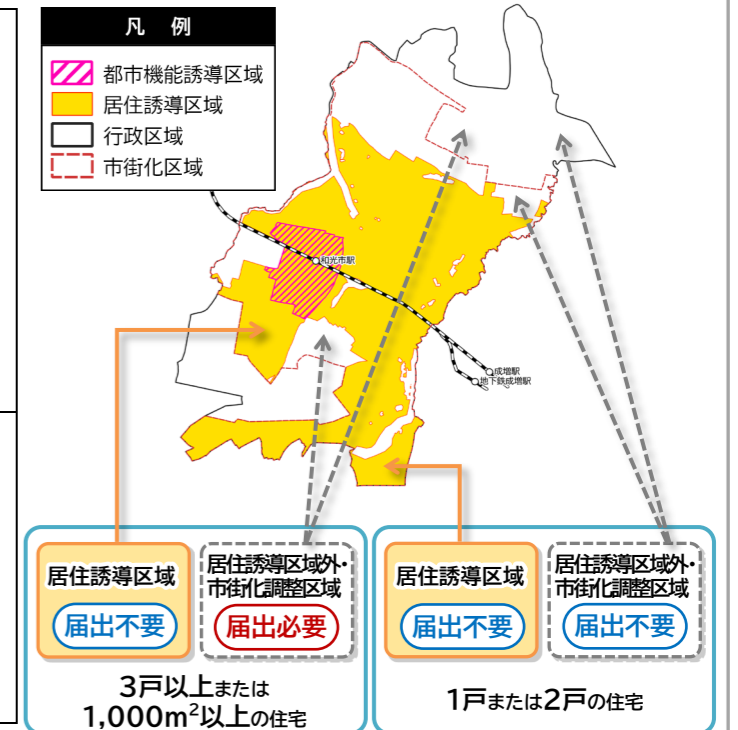 凡 例
都市機能誘導区域
居住誘導区域
行政区域
市街化区域
和光市駅
成増駅
地下鉄成増駅
居住誘導区域
届出不要
居住誘導区域外・
市街化調整区域
届出必要
3戸以上または
1,000m²以上の住宅
居住誘導区域
届出不要
居住誘導区域外・
市街化調整区域
届出不要
1戸または2戸の住宅